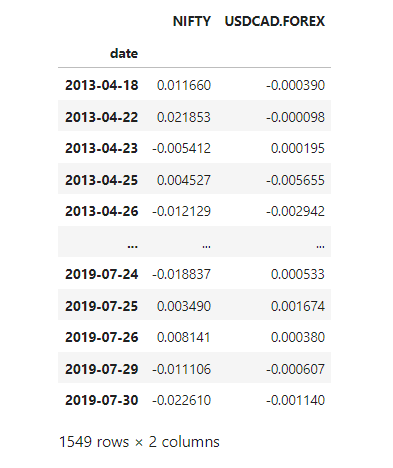 NIFTY USDCAD.FOREX
date
2013-04-18 0.011660 -0.000390
2013-04-22 0.021853 -0.000098
2013-04-23 -0.005412 0.000195
2013-04-25 0.004527 -0.005655
2013-04-26 -0.012129 -0.002942
... ... ...
2019-07-24 -0.018837 0.000533
2019-07-25 0.003490 0.001674
2019-07-26 0.008141 0.000380
2019-07-29 -0.011106 -0.000607
2019-07-30 -0.022610 -0.001140
1549 rows × 2 columns